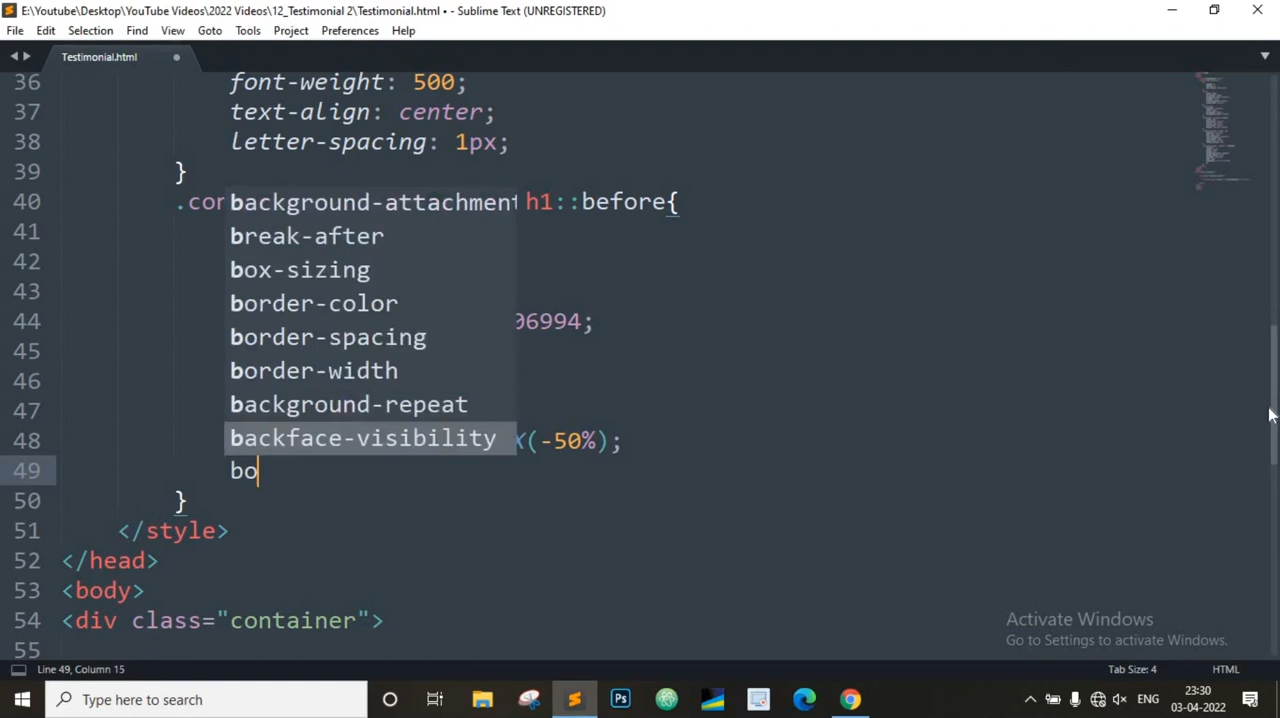 E:\Youtube\Desktop\YouTube Videos\2022 Videos\12_Testimonial 2\Testimonial.html • - Sublime Text (UNREGISTERED)
File Edit Selection Find View Goto Tools Project Preferences Help
Testimonial.html
36 font-weight: 500;
37 text-align: center;
38 letter-spacing: 1px;
39 }
40 .con h1::before{
background-attachment
41
break-after
42
box-sizing
43
border-color
44 06994;
border-spacing
45
border-width
46
background-repeat
47
48 X(-50%);
backface-visibility
49 bo
50 }
51 </style>
52 </head>
53 <body>
54 <div class="container">
55
Activate Windows
Go to Settings to activate Windows.
Line 49, Column 15 Tab Size: 4 HTML
Type here to search
Ps
ENG
23:30
03-04-2022